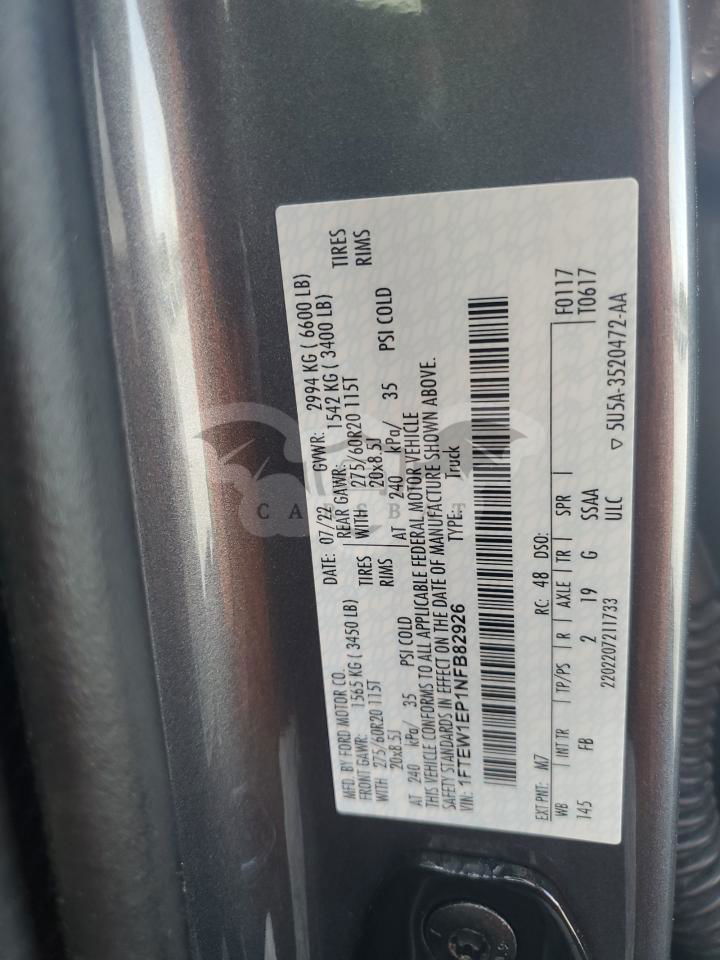 MFD. BY FORD MOTOR CO.
DATE: 07/22 GVWR: 2994 KG ( 6600 LB)
FRONT GAWR: 1565 KG ( 3450 LB)
REAR GAWR: 1542 KG ( 3400 LB)
WITH 275/60R20 115T TIRES
WITH 275/60R20 115T TIRES
20x8.5J RIMS
20x8.5J RIMS
AT 240 kPa/ 35 PSI COLD
AT 240 kPa/ 35 PSI COLD
THIS VEHICLE CONFORMS TO ALL APPLICABLE FEDERAL MOTOR VEHICLE
SAFETY STANDARDS IN EFFECT ON THE DATE OF MANUFACTURE SHOWN ABOVE.
VIN: 1FTEW1EP1NFB82926 TYPE: Truck
EXT PNT: M7 RC: 48 DSO: F0117
WB INT TR TP/PS R AXLE TR SPR T0617
145 FB 2 19 G SSAA
ULC
2202207211733 ▽ 5U5A-3520472-AA